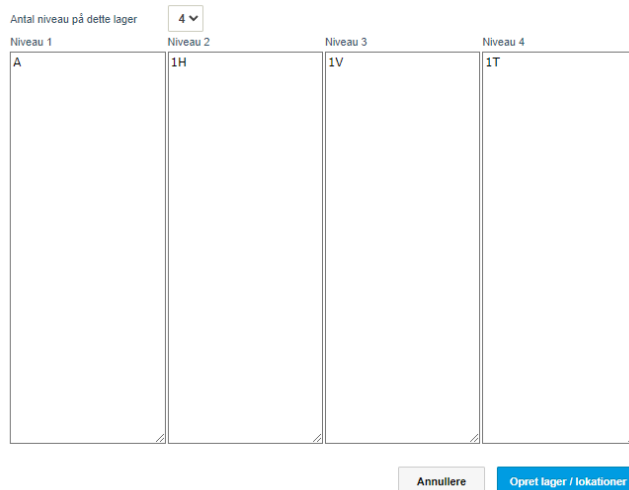 Antal niveau på dette lager 4
Niveau 1 Niveau 2 Niveau 3 Niveau 4
A 1H 1V 1T
Annullere Opret lager / lokationer